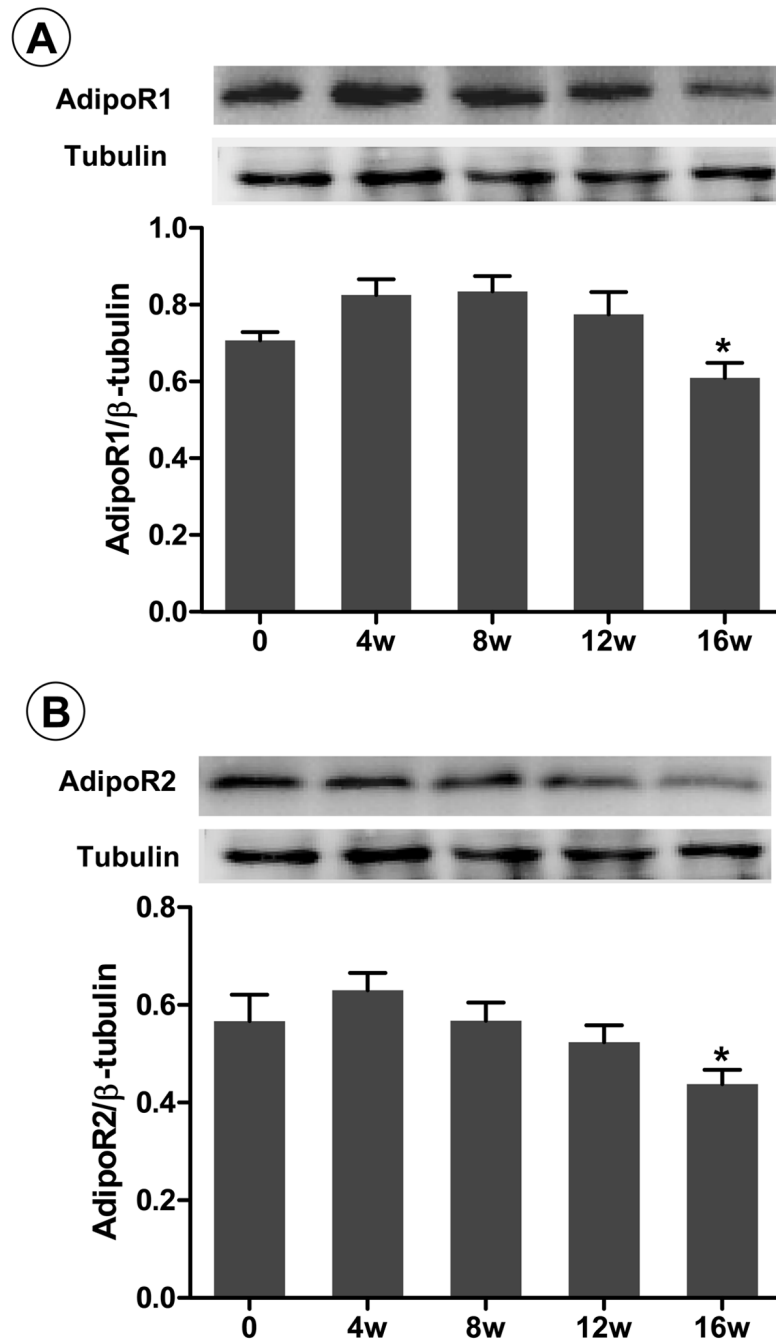 A
AdipoR1
Tubulin
AdipoR1/β-tubulin
1.0
0.8
0.6
0.4
0.2
0.0
*
0 4w 8w 12w 16w
B
AdipoR2
Tubulin
AdipoR2/β-tubulin
0.8
0.6
0.4
0.2
0.0
*
0 4w 8w 12w 16w